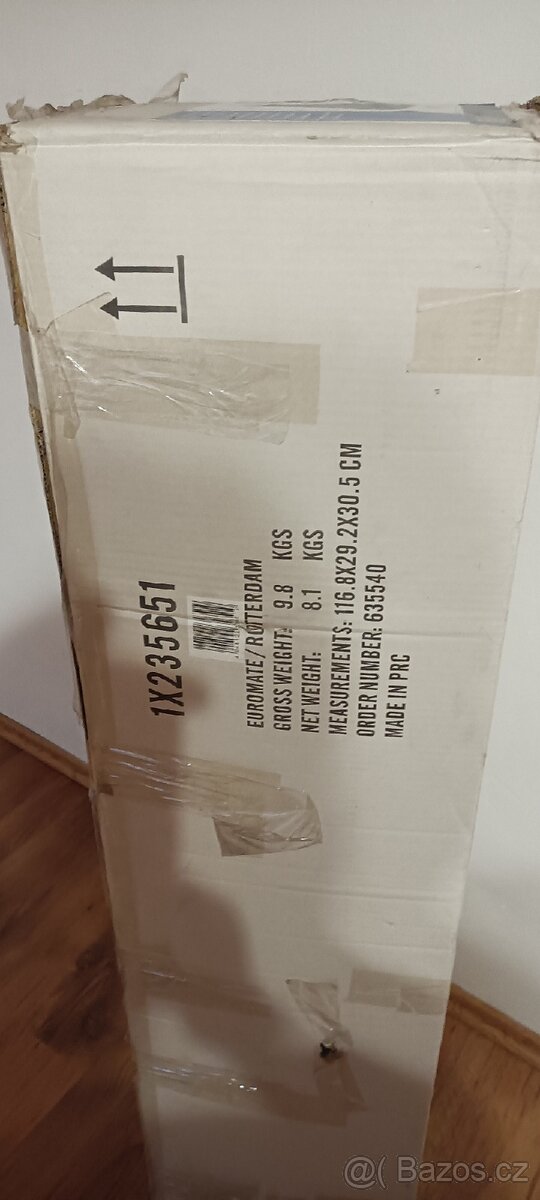 1X235651
EUROMATE/ROTTERDAM
GROSS WEIGHT: 9.8 KGS
NET WEIGHT: 8.1 KGS
MEASUREMENTS: 116.8X29.2X30.5 CM
ORDER NUMBER: 635540
MADE IN PRC
@( Bazos.cz